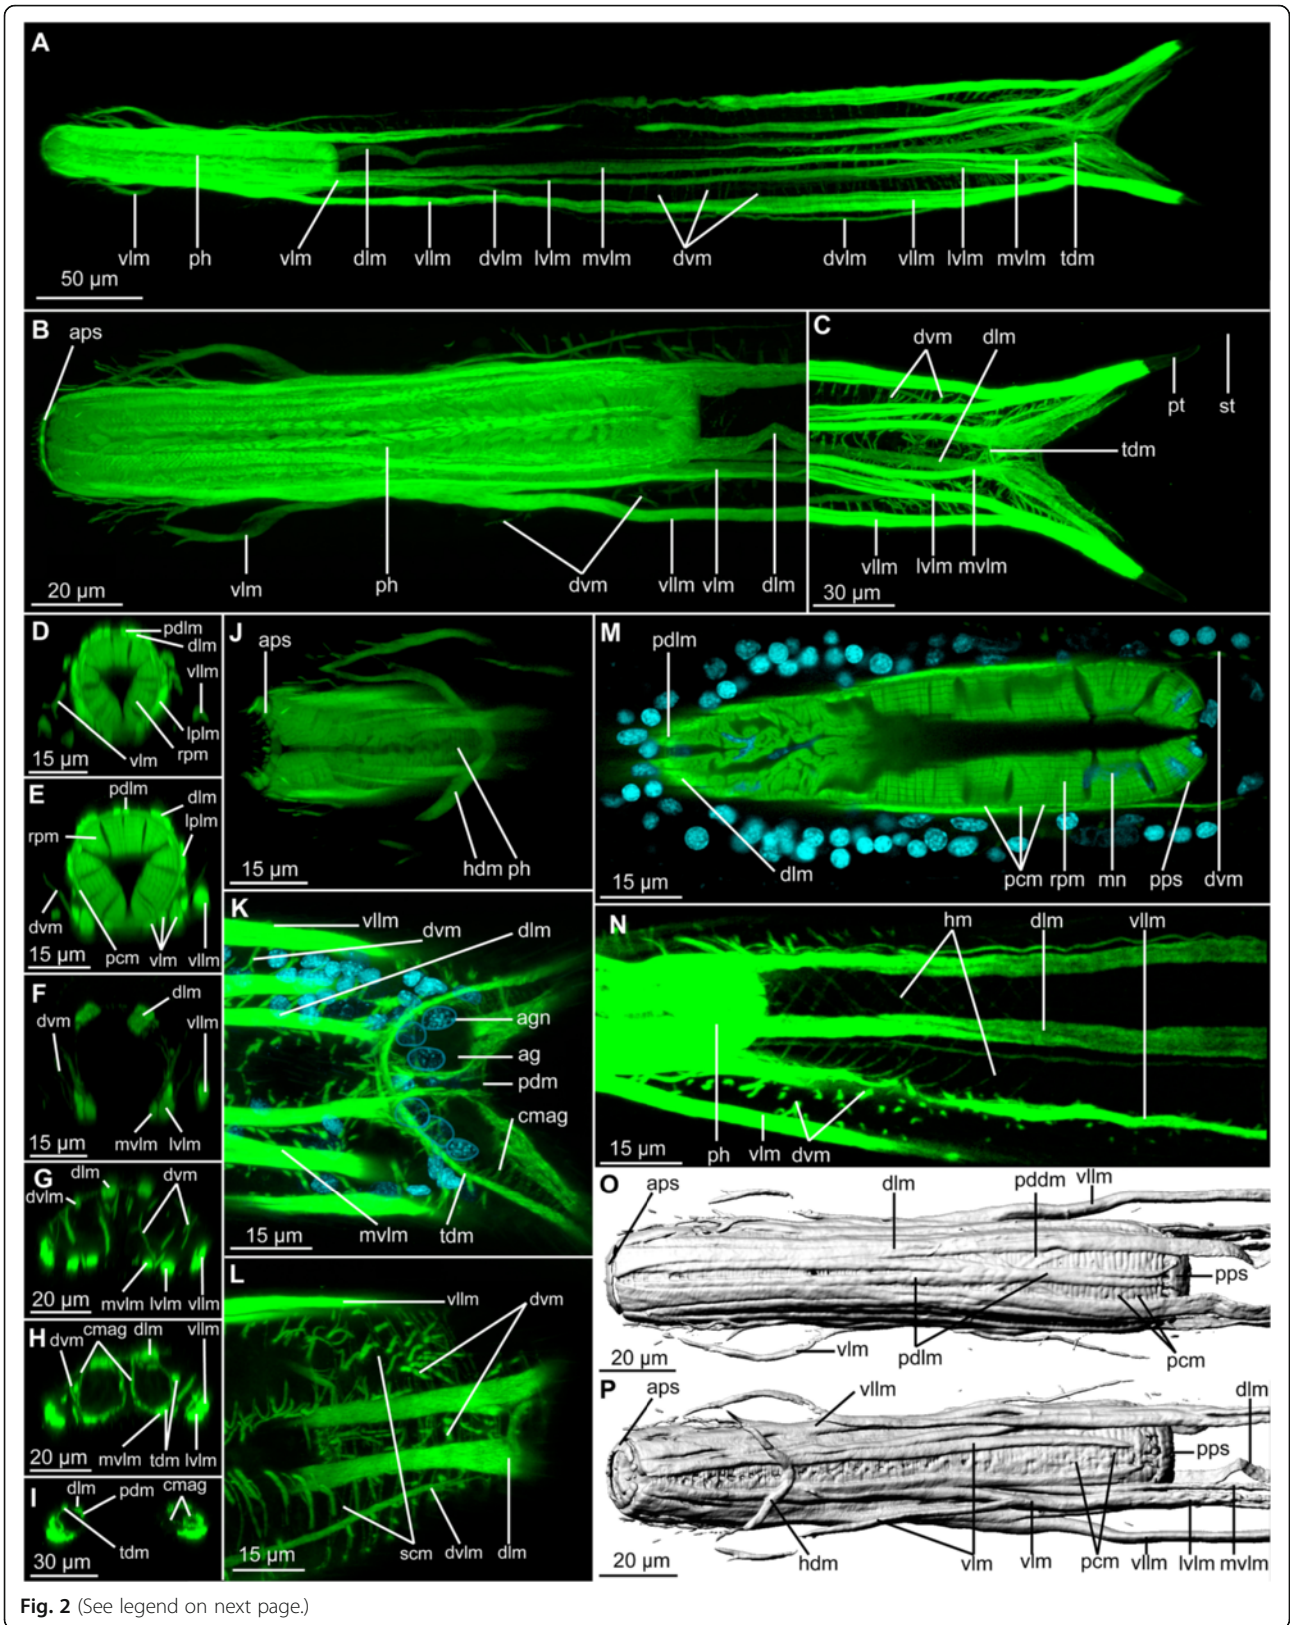 A
vlm ph vlm dlm vllm dvlm lvlm mvlm dvm dvlm vllm lvlm mvlm tdm
50 µm
B
aps
vlm ph dvm vllm vlm dlm
20 µm
C
dvm dlm
pt st
tdm
vllm lvlm mvlm
30 µm
D
pdlm
dlm
vllm
lplm
rpm
vlm
15 µm
E
pdlm
dlm
lplm
rpm
dvm
pcm vlm vllm
15 µm
F
dlm
dvm vllm
mvlm lvlm
15 µm
G
dlm dvm
dvlm
mvlm lvlm vllm
20 µm
H
cmag dlm vllm
dvm
mvlm tdm lvlm
20 µm
I
dlm pdm cmag
tdm
30 µm
J
aps
hdm ph
15 µm
K
vllm
dvm dlm
agn
ag
pdm
cmag
mvlm tdm
15 µm
L
vllm dvm
scm dvlm dlm
15 µm
M
pdlm
dlm pcm rpm mn pps dvm
15 µm
N
hm dlm vllm
ph vlm dvm
15 µm
O
aps dlm pddm vllm
pps
vlm pdlm pcm
20 µm
P
aps vllm dlm
pps
hdm vlm vlm pcm vllm lvlm mvlm
20 µm
Fig. 2 (See legend on next page.)